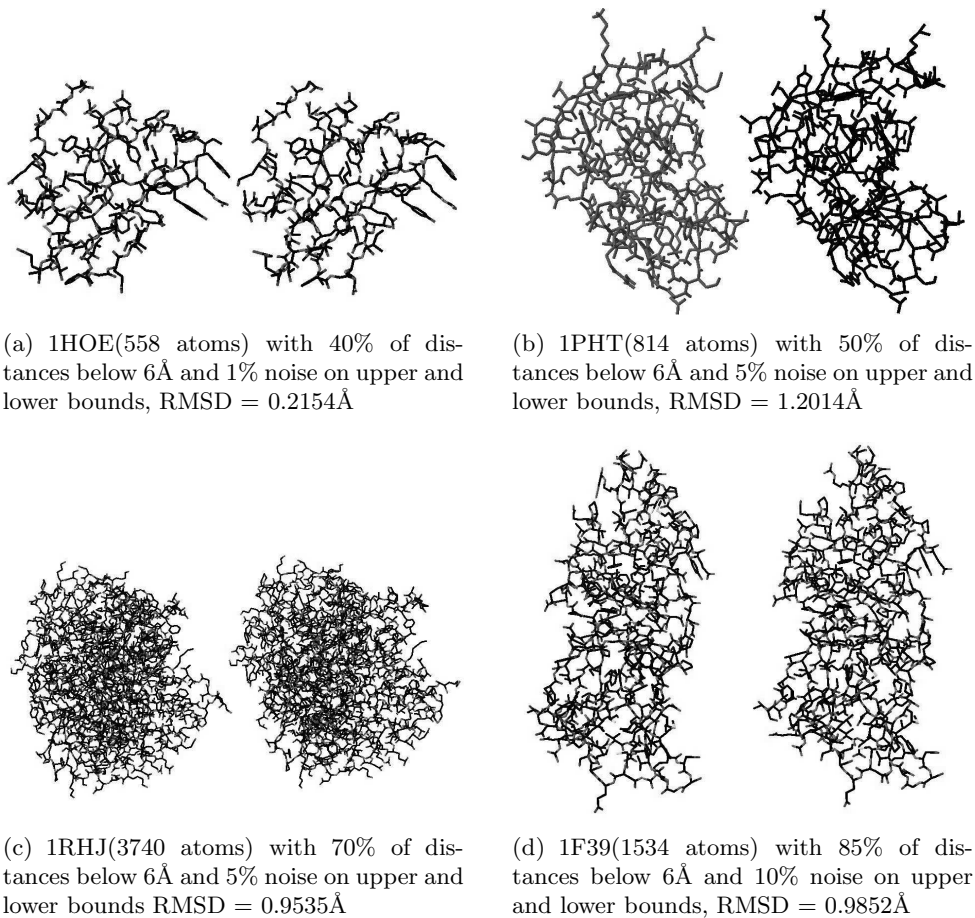 (a) 1HOE(558 atoms) with 40% of dis-
tances below 6Å and 1% noise on upper and
lower bounds, RMSD = 0.2154Å
(b) 1PHT(814 atoms) with 50% of dis-
tances below 6Å and 5% noise on upper and
lower bounds, RMSD = 1.2014Å
(c) 1RHJ(3740 atoms) with 70% of dis-
tances below 6Å and 5% noise on upper and
lower bounds RMSD = 0.9535Å
(d) 1F39(1534 atoms) with 85% of dis-
tances below 6Å and 10% noise on upper
and lower bounds, RMSD = 0.9852Å